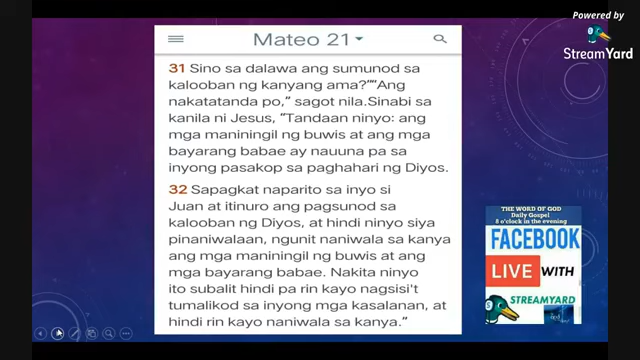 Powered by
StreamYard
Mateo 21
31 Sino sa dalawa ang sumunod sa
kalooban ng kanyang ama?”“Ang
nakatatanda po,” sagot nila.Sinabi sa
kanila ni Jesus, “Tandaan ninyo: ang
mga maniningil ng buwis at ang mga
bayarang babae ay nauuna pa sa
inyong pasakop sa paghahari ng Diyos.
32 Sapagkat naparito sa inyo si
Juan at itinuro ang pagsunod sa
kalooban ng Diyos, at hindi ninyo siya
pinaniwalaan, ngunit naniwala sa kanya
ang mga maniningil ng buwis at ang
mga bayarang babae. Nakita ninyo
ito subalit hindi pa rin kayo nagsisi't
tumalikod sa inyong mga kasalanan, at
hindi rin kayo naniwala sa kanya.”
THE WORD OF GOD
Daily Gospel
8 o'clock in the evening
FACEBOOK
LIVE WITH
STREAMYARD